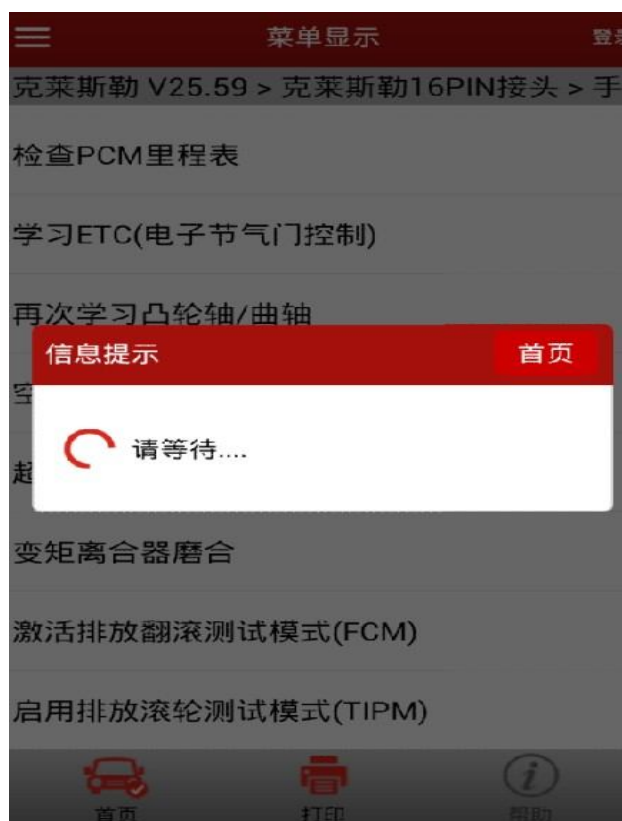 菜单显示
登录
克莱斯勒 V25.59 > 克莱斯勒16PIN接头 > 手
检查PCM里程表
学习ETC(电子节气门控制)
再次学习凸轮轴/曲轴
信息提示
首页
空
请等待....
超
变矩离合器磨合
激活排放翻滚测试模式(FCM)
启用排放滚轮测试模式(TIPM)
首页
打印
帮助